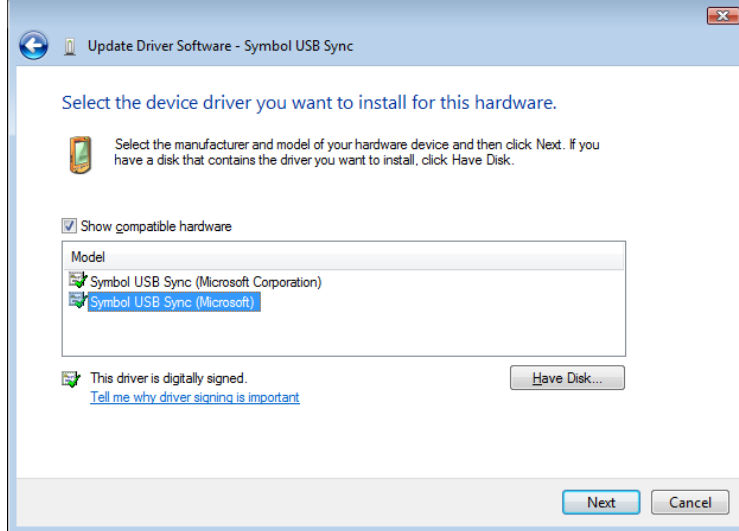 Update Driver Software - Symbol USB Sync
Select the device driver you want to install for this hardware.
Select the manufacturer and model of your hardware device and then click Next. If you
have a disk that contains the driver you want to install, click Have Disk.
Show compatible hardware
Model
Symbol USB Sync (Microsoft Corporation)
Symbol USB Sync (Microsoft)
This driver is digitally signed.
Have Disk...
Tell me why driver signing is important
Next Cancel